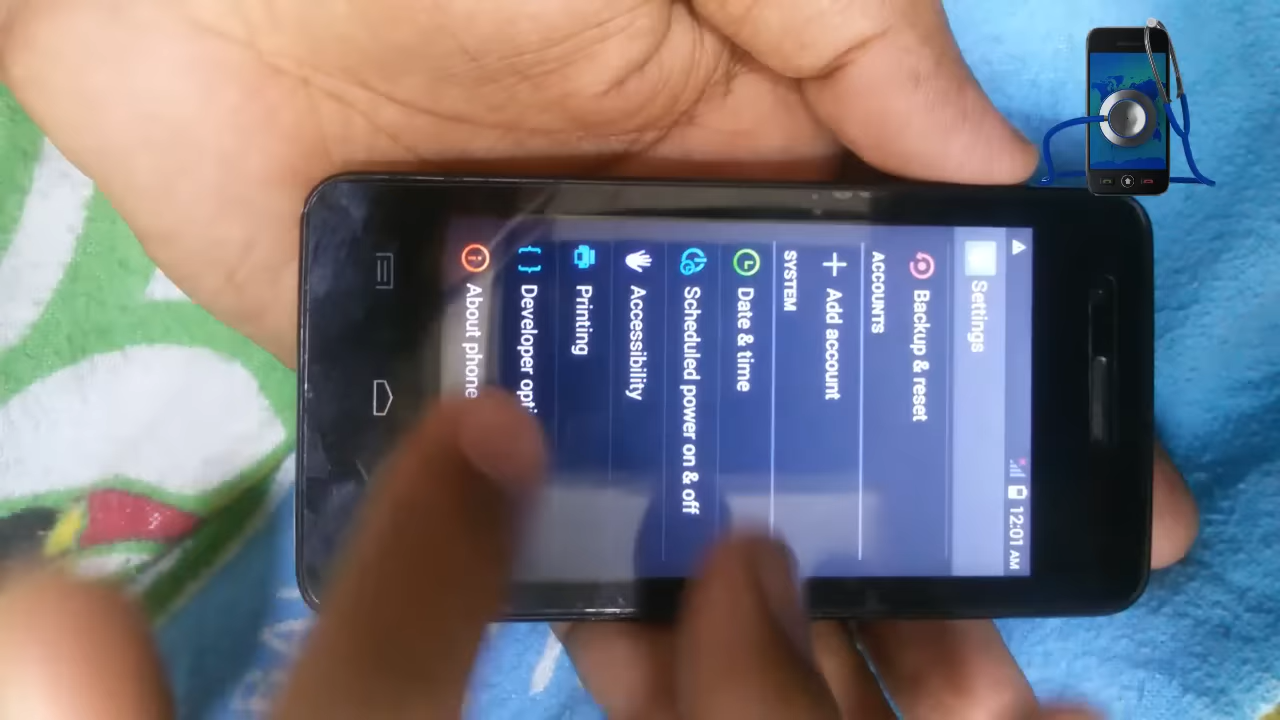 12:01 AM
Settings
Backup & reset
ACCOUNTS
Add account
SYSTEM
Date & time
Scheduled power on & off
Accessibility
Printing
Developer opti
About phone